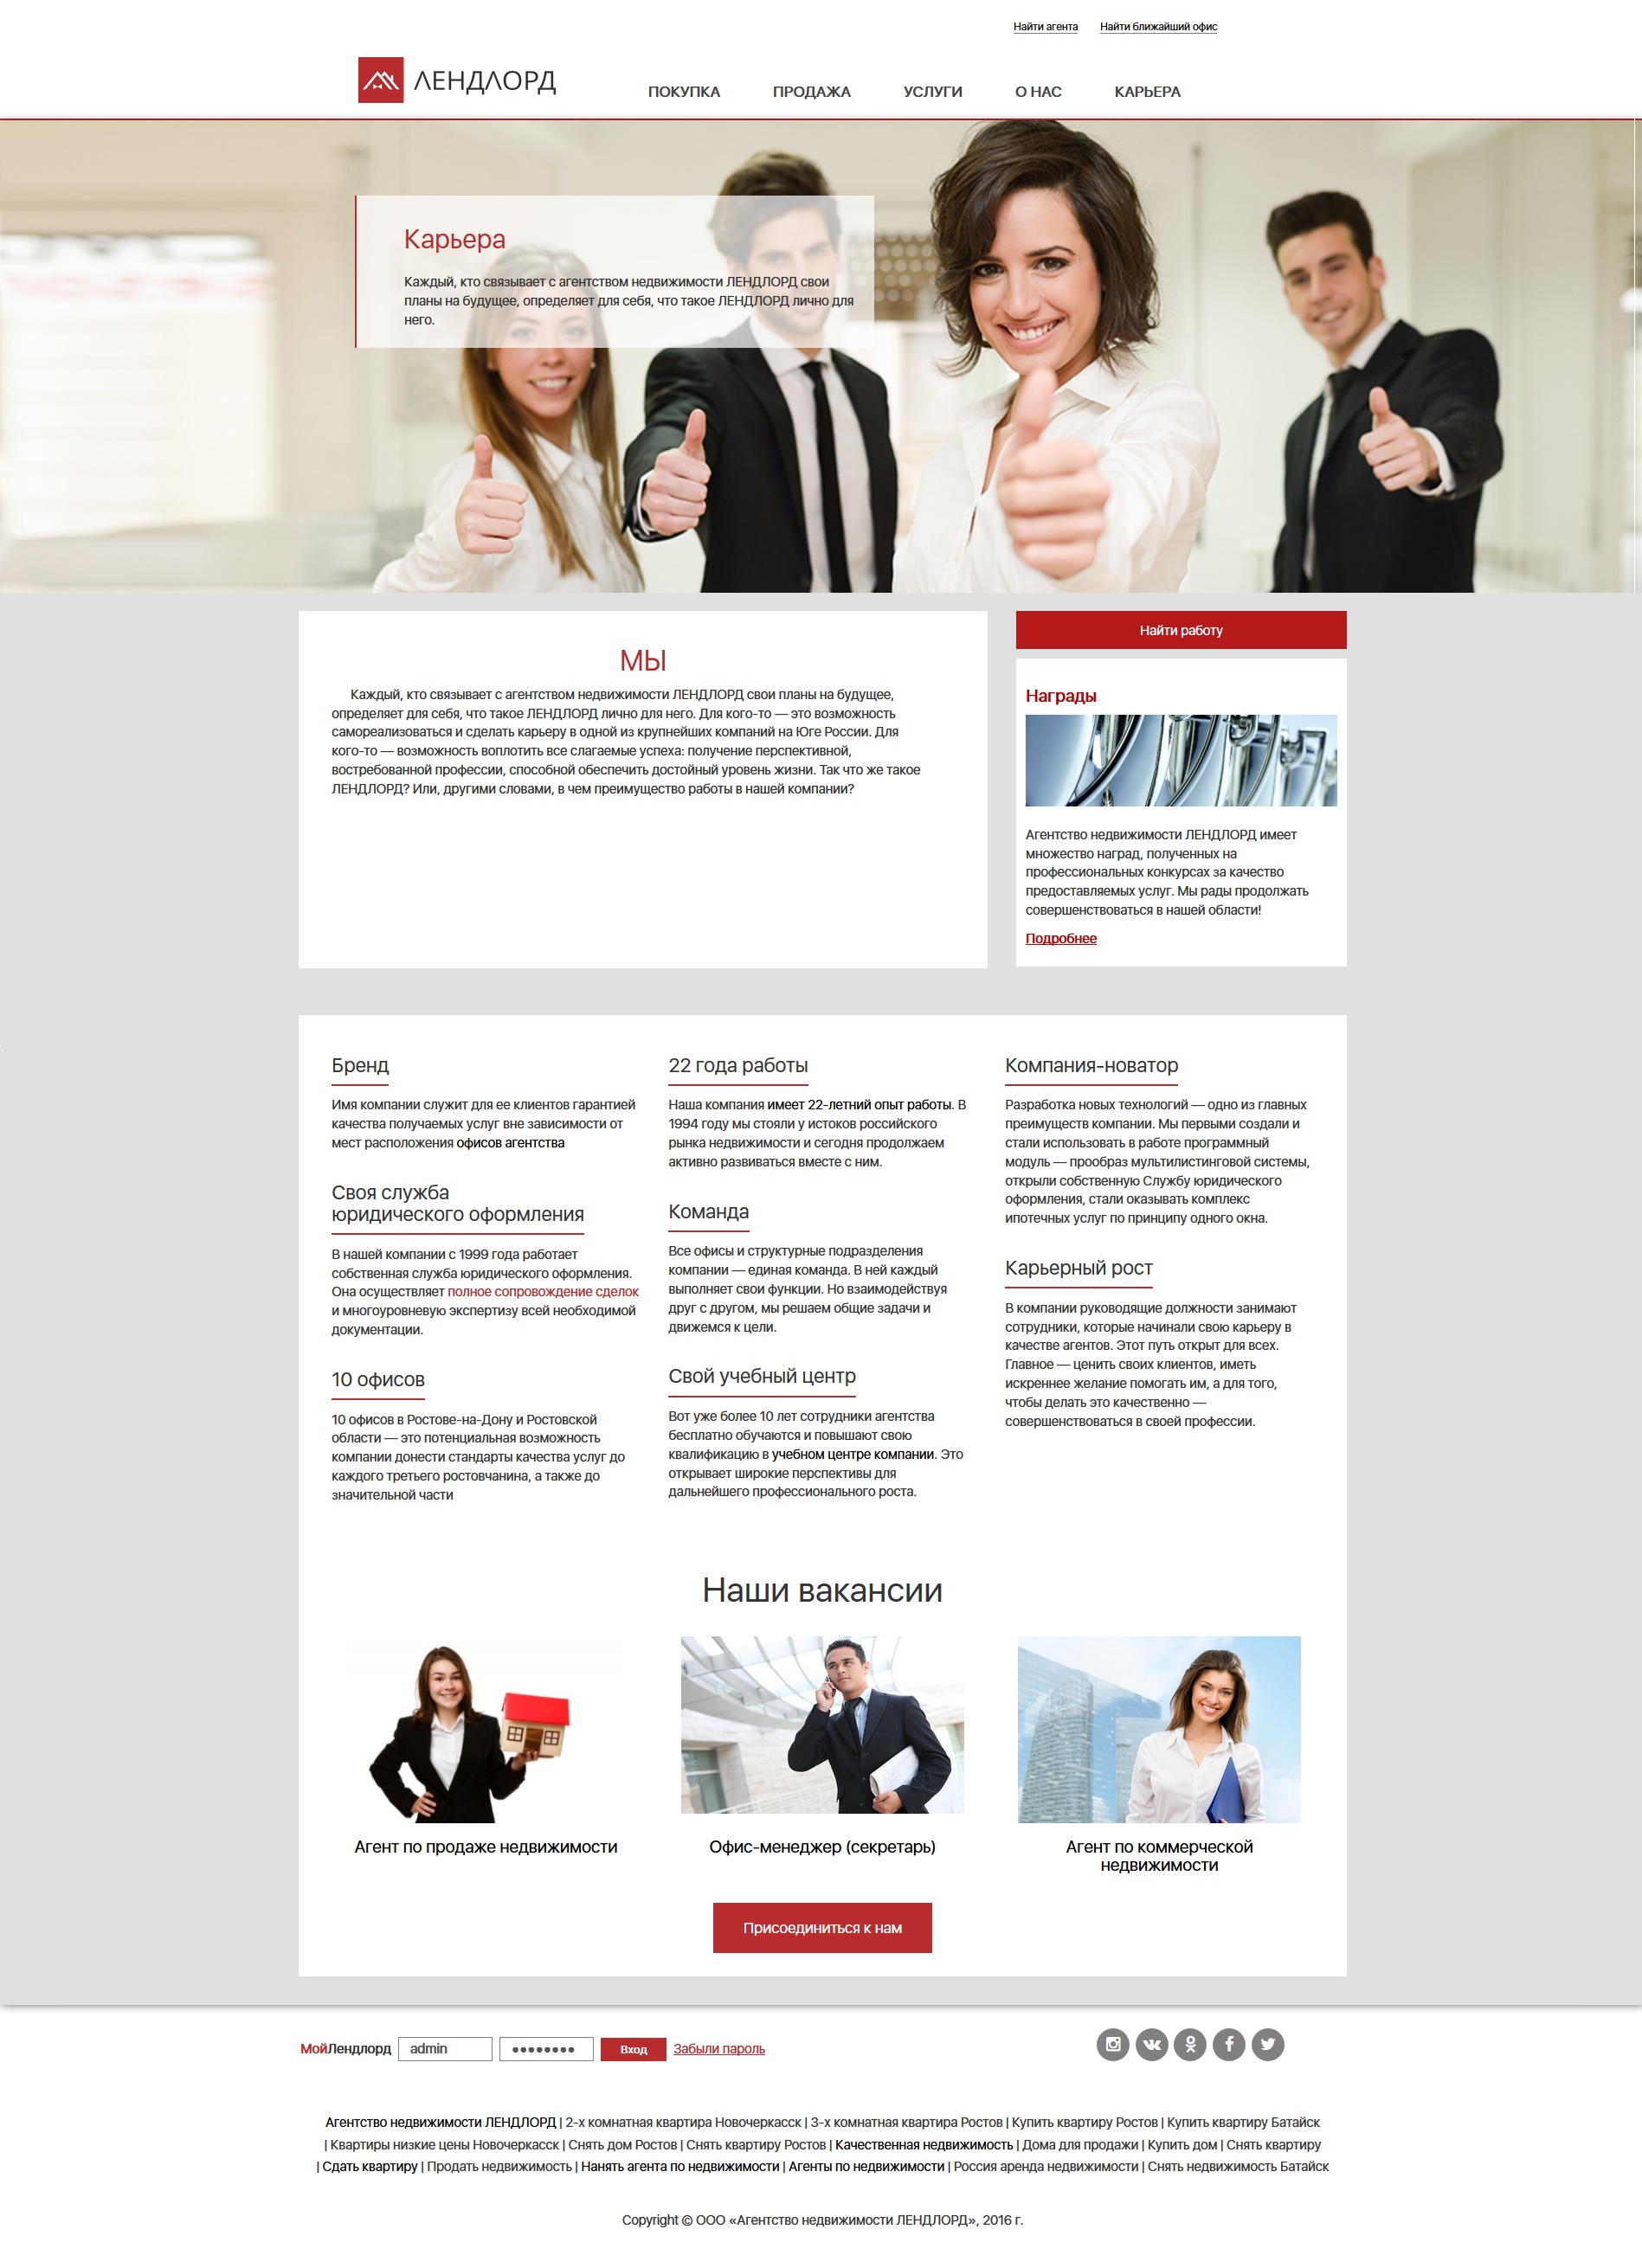 Найти агента Найти ближайший офис
ЛЕНДЛОРД
ПОКУПКА ПРОДАЖА УСЛУГИ О НАС КАРЬЕРА
Карьера
Каждый, кто связывает с агентством недвижимости ЛЕНДЛОРД свои
планы на будущее, определяет для себя, что такое ЛЕНДЛОРД лично для
него.
МЫ
Каждый, кто связывает с агентством недвижимости ЛЕНДЛОРД свои планы на будущее,
определяет для себя, что такое ЛЕНДЛОРД лично для него. Для кого-то — это возможность
самореализоваться и сделать карьеру в одной из крупнейших компаний на Юге России. Для
кого-то — возможность воплотить все слагаемые успеха: получение перспективной,
востребованной профессии, способной обеспечить достойный уровень жизни. Так что же такое
ЛЕНДЛОРД? Или, другими словами, в чем преимущество работы в нашей компании?
Найти работу
Награды
Агентство недвижимости ЛЕНДЛОРД имеет
множество наград, полученных на
профессиональных конкурсах за качество
предоставляемых услуг. Мы рады продолжать
совершенствоваться в нашей области!
Подробнее
Бренд
Имя компании служит для ее клиентов гарантией
качества получаемых услуг вне зависимости от
мест расположения офисов агентства
Своя служба
юридического оформления
В нашей компании с 1999 года работает
собственная служба юридического оформления.
Она осуществляет полное сопровождение сделок
и многоуровневую экспертизу всей необходимой
документации.
10 офисов
10 офисов в Ростове-на-Дону и Ростовской
области — это потенциальная возможность
компании донести стандарты качества услуг до
каждого третьего ростовчанина, а также до
значительной части
22 года работы
Наша компания имеет 22-летний опыт работы. В
1994 году мы стояли у истоков российского
рынка недвижимости и сегодня продолжаем
активно развиваться вместе с ним.
Команда
Все офисы и структурные подразделения
компании — единая команда. В ней каждый
выполняет свои функции. Но взаимодействуя
друг с другом, мы решаем общие задачи и
движемся к цели.
Свой учебный центр
Вот уже более 10 лет сотрудники агентства
бесплатно обучаются и повышают свою
квалификацию в учебном центре компании. Это
открывает широкие перспективы для
дальнейшего профессионального роста.
Компания-новатор
Разработка новых технологий — одно из главных
преимуществ компании. Мы первыми создали и
стали использовать в работе программный
модуль — прообраз мультилистинговой системы,
открыли собственную Службу юридического
оформления, стали оказывать комплекс
ипотечных услуг по принципу одного окна.
Карьерный рост
В компании руководящие должности занимают
сотрудники, которые начинали свою карьеру в
качестве агентов. Этот путь открыт для всех.
Главное — ценить своих клиентов, иметь
искреннее желание помогать им, а для того,
чтобы делать это качественно —
совершенствоваться в своей профессии.
Наши вакансии
Агент по продаже недвижимости
Офис-менеджер (секретарь)
Агент по коммерческой
недвижимости
Присоединиться к нам
МойЛендлорд admin ●●●●●●●● Вход Забыли пароль
Агентство недвижимости ЛЕНДЛОРД | 2-х комнатная квартира Новочеркасск | 3-х комнатная квартира Ростов | Купить квартиру Ростов | Купить квартиру Батайск
| Квартиры низкие цены Новочеркасск | Снять дом Ростов | Снять квартиру Ростов | Качественная недвижимость | Дома для продажи | Купить дом | Снять квартиру
| Сдать квартиру | Продать недвижимость | Нанять агента по недвижимости | Агенты по недвижимости | Россия аренда недвижимости | Снять недвижимость Батайск
Copyright © ООО «Агентство недвижимости ЛЕНДЛОРД», 2016 г.